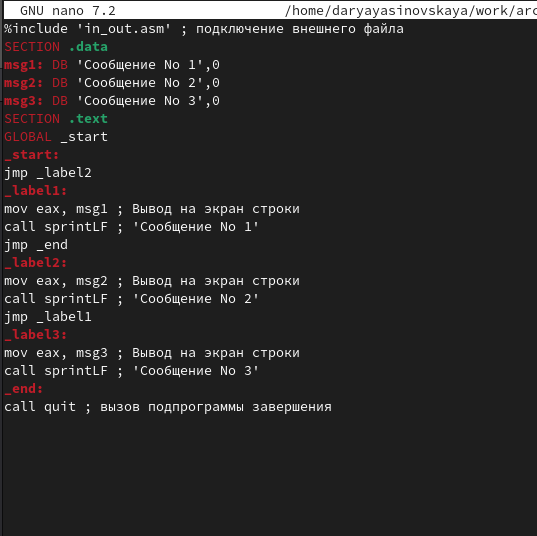 GNU nano 7.2 /home/daryayasinovskaya/work/arc
%include 'in_out.asm' ; подключение внешнего файла
SECTION .data
msg1: DB 'Сообщение No 1',0
msg2: DB 'Сообщение No 2',0
msg3: DB 'Сообщение No 3',0
SECTION .text
GLOBAL _start
_start:
jmp _label2
_label1:
mov eax, msg1 ; Вывод на экран строки
call sprintLF ; 'Сообщение No 1'
jmp _end
_label2:
mov eax, msg2 ; Вывод на экран строки
call sprintLF ; 'Сообщение No 2'
jmp _label1
_label3:
mov eax, msg3 ; Вывод на экран строки
call sprintLF ; 'Сообщение No 3'
_end:
call quit ; вызов подпрограммы завершения